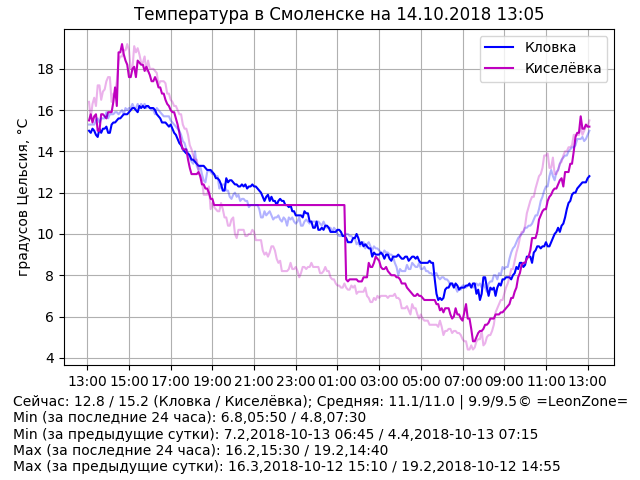 Температура в Смоленске на 14.10.2018 13:05
Кловка
Киселёвка
градусов Цельсия, °C
18
16
14
12
10
8
6
4
13:00 15:00 17:00 19:00 21:00 23:00 01:00 03:00 05:00 07:00 09:00 11:00 13:00
Сейчас: 12.8 / 15.2 (Кловка / Киселёвка); Средняя: 11.1/11.0 | 9.9/9.5© =LeonZone=
Min (за последние 24 часа): 6.8,05:50 / 4.8,07:30
Min (за предыдущие сутки): 7.2,2018-10-13 06:45 / 4.4,2018-10-13 07:15
Max (за последние 24 часа): 16.2,15:30 / 19.2,14:40
Max (за предыдущие сутки): 16.3,2018-10-12 15:10 / 19.2,2018-10-12 14:55